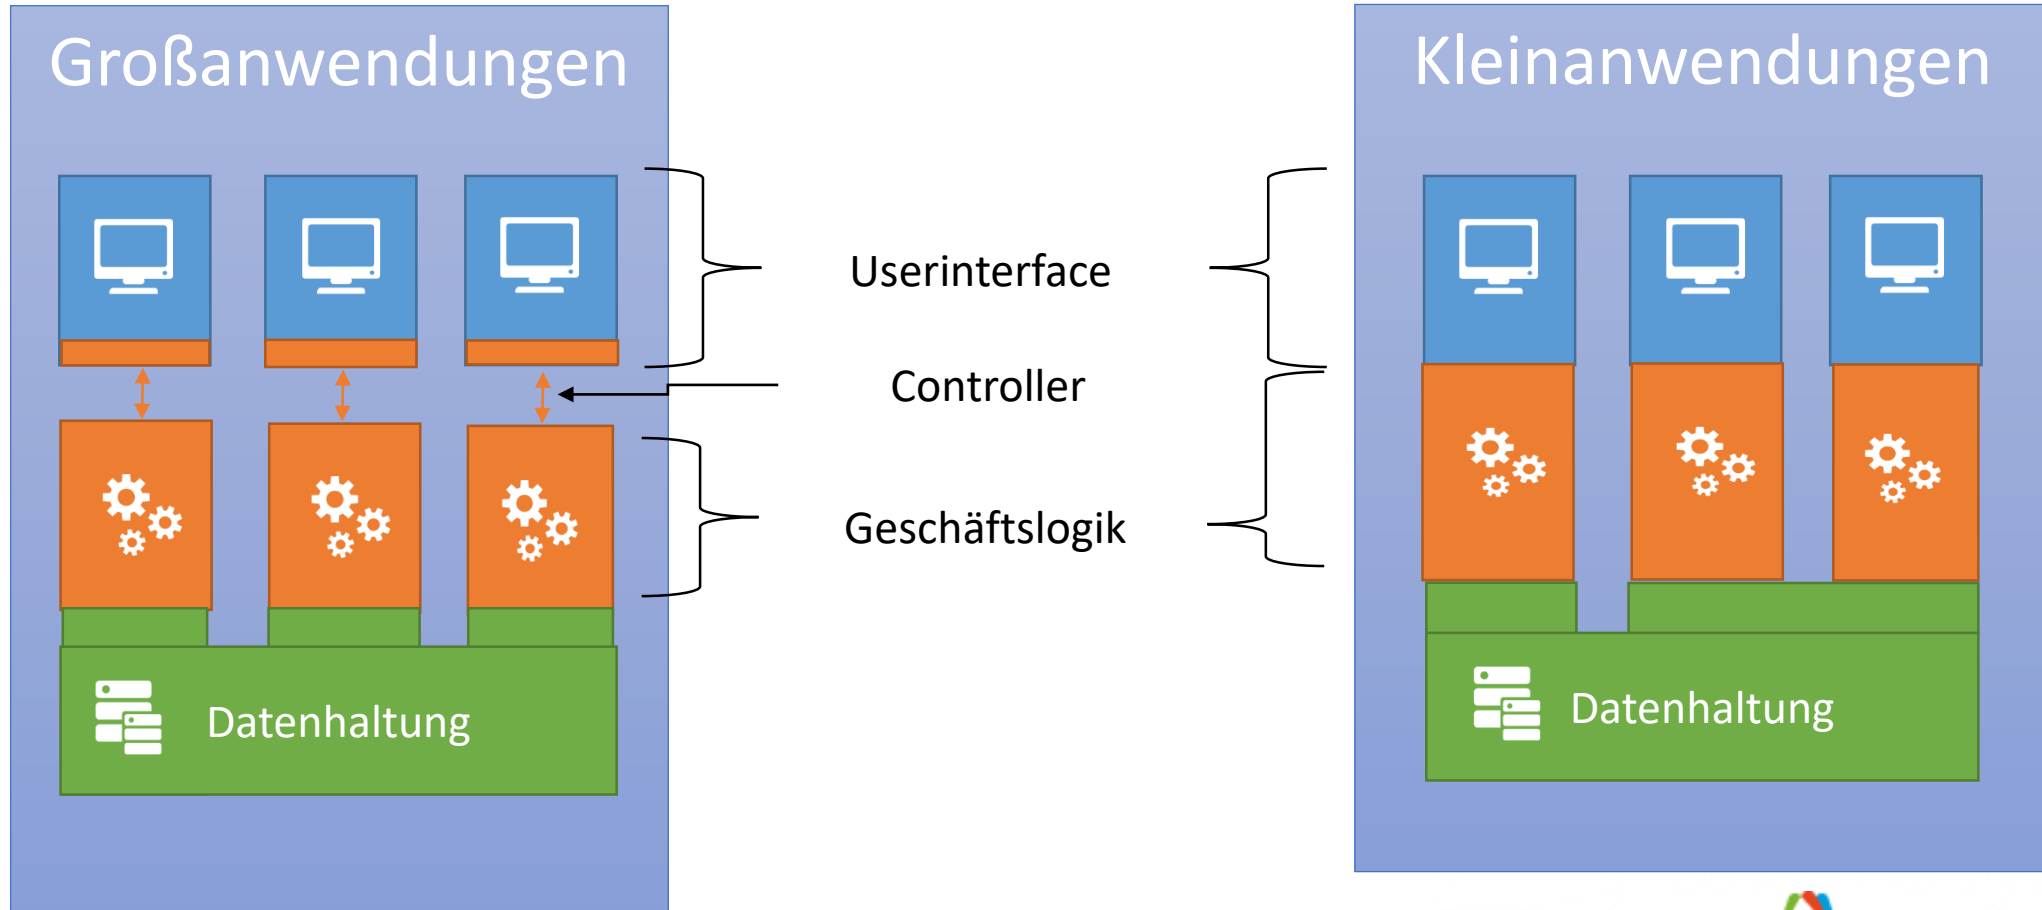 Großanwendungen
Kleinanwendungen
Userinterface
Controller
Geschäftslogik
Datenhaltung
Datenhaltung